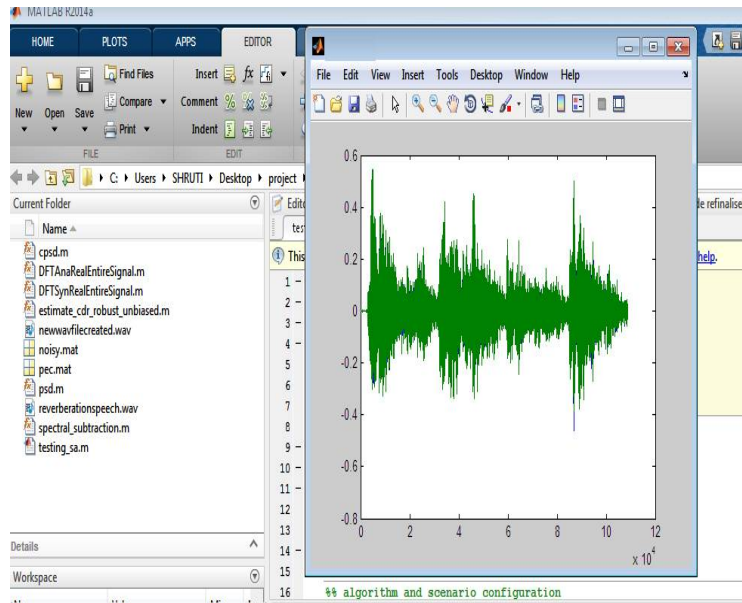 MATLAB R2014a
HOME PLOTS APPS EDITOR
Find Files Insert fx
New Open Save Compare Comment %
Print Indent
FILE EDIT
C: Users SHRUTI Desktop project
Current Folder
Name
cpsd.m
DFTAnaRealEntireSignal.m
DFTSynRealEntireSignal.m
estimate_cdr_robust_unbiased.m
newwavfilecreated.wav
noisy.mat
pec.mat
psd.m
reverberationspeech.wav
spectral_subtraction.m
testing_sa.m
Details
Workspace
Edito
tes
This
1 –
2 –
3 –
4 –
5
6
7
8
9 –
10 –
11 –
12
13
14 –
15
16 %% algorithm and scenario configuration
File Edit View Insert Tools Desktop Window Help
0.6
0.4
0.2
0
-0.2
-0.4
-0.6
-0.8
0 2 4 6 8 10 12
x 10^4
de refinalise
help.